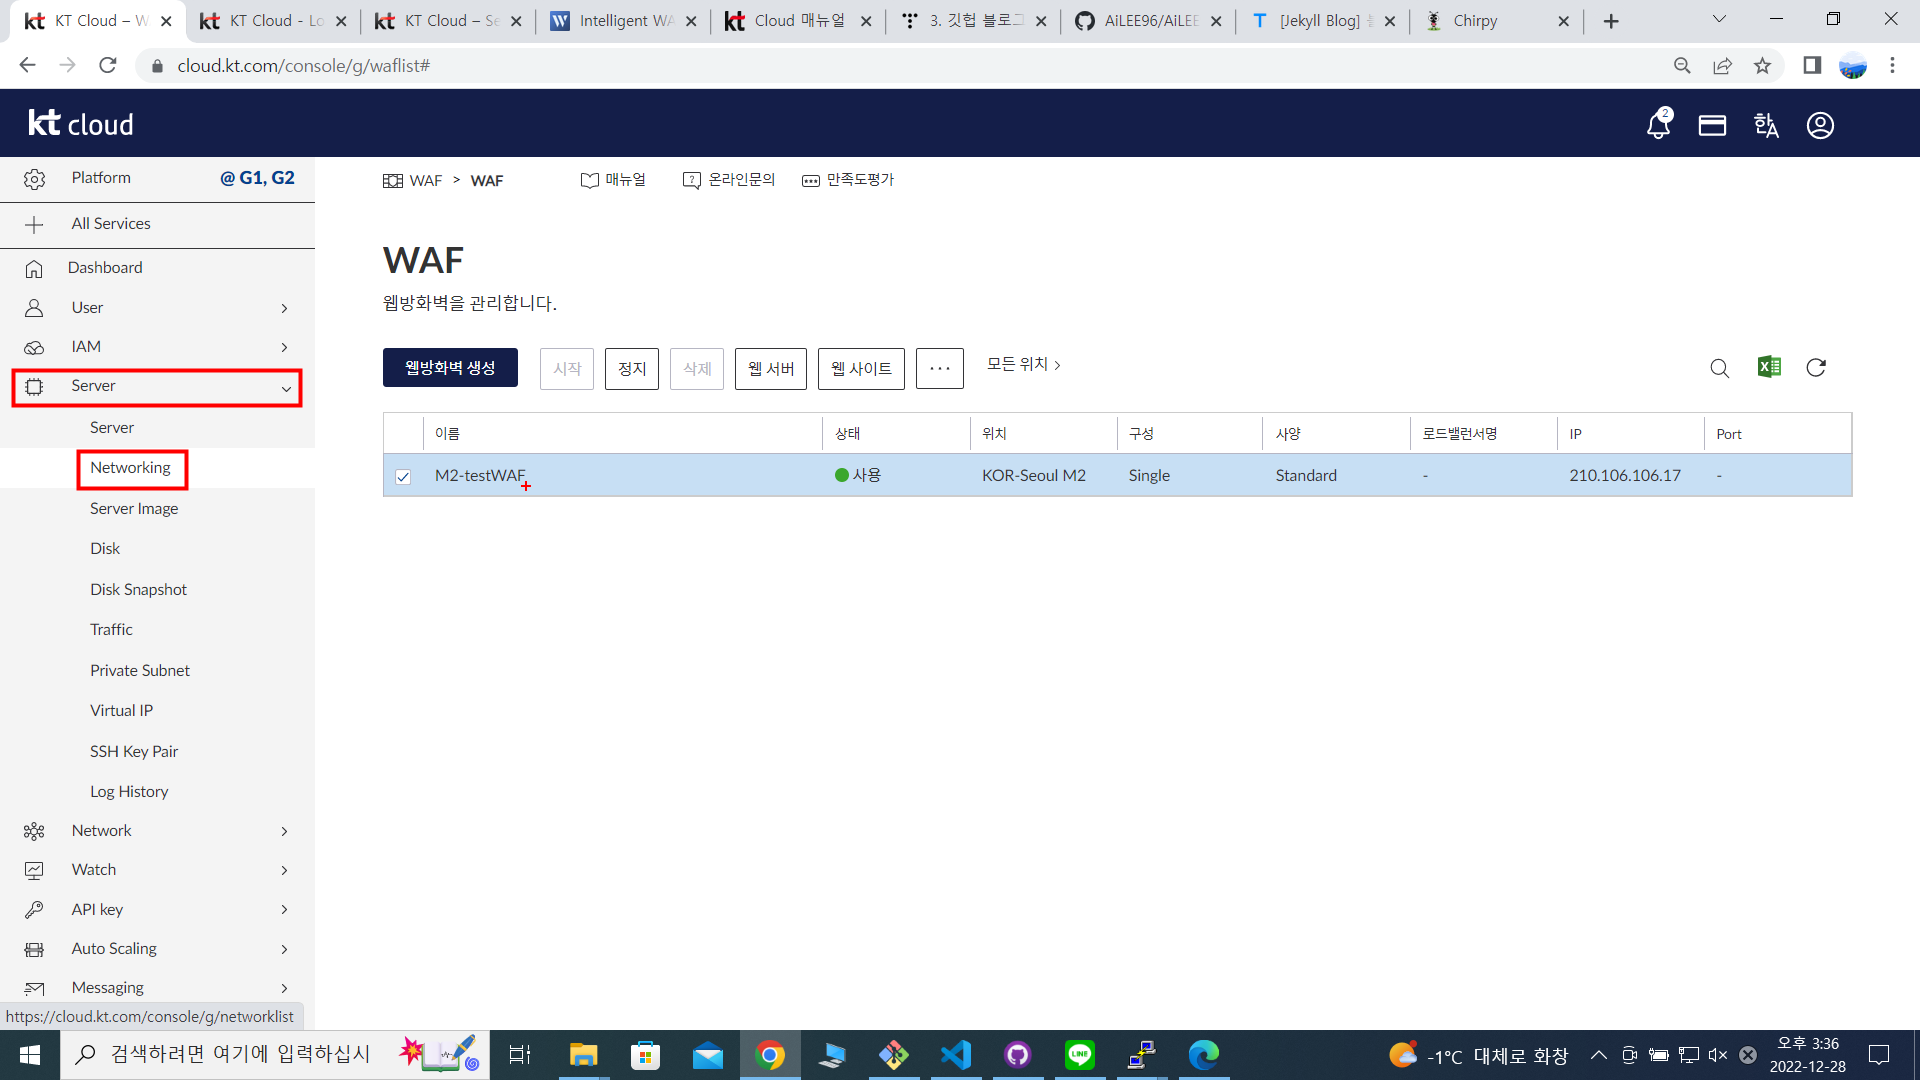 KT Cloud – W
KT Cloud - Lo
KT Cloud – Se
Intelligent WA
Cloud 매뉴얼
3. 깃헙 블로그
AiLEE96/AiLEE
[Jekyll Blog]
Chirpy
cloud.kt.com/console/g/waflist#
kt cloud
2
한A
Platform @ G1, G2
All Services
Dashboard
User
IAM
Server
Server
Networking
Server Image
Disk
Disk Snapshot
Traffic
Private Subnet
Virtual IP
SSH Key Pair
Log History
Network
Watch
API key
Auto Scaling
Messaging
https://cloud.kt.com/console/g/networklist
WAF > WAF 매뉴얼 온라인문의 만족도평가
WAF
웹방화벽을 관리합니다.
웹방화벽 생성 시작 정지 삭제 웹 서버 웹 사이트 ··· 모든 위치 >
이름 상태 위치 구성 사양 로드밸런서명 IP Port
M2-testWAF 사용 KOR-Seoul M2 Single Standard - 210.106.106.17 -
검색하려면 여기에 입력하십시
-1°C 대체로 화창
오후 3:36
2022-12-28